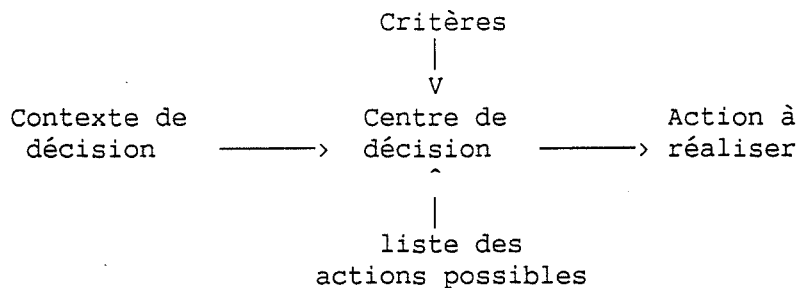 Critères
|
V
Contexte de Centre de Action à
décision ———> décision ———> réaliser
^
|
liste des
actions possibles